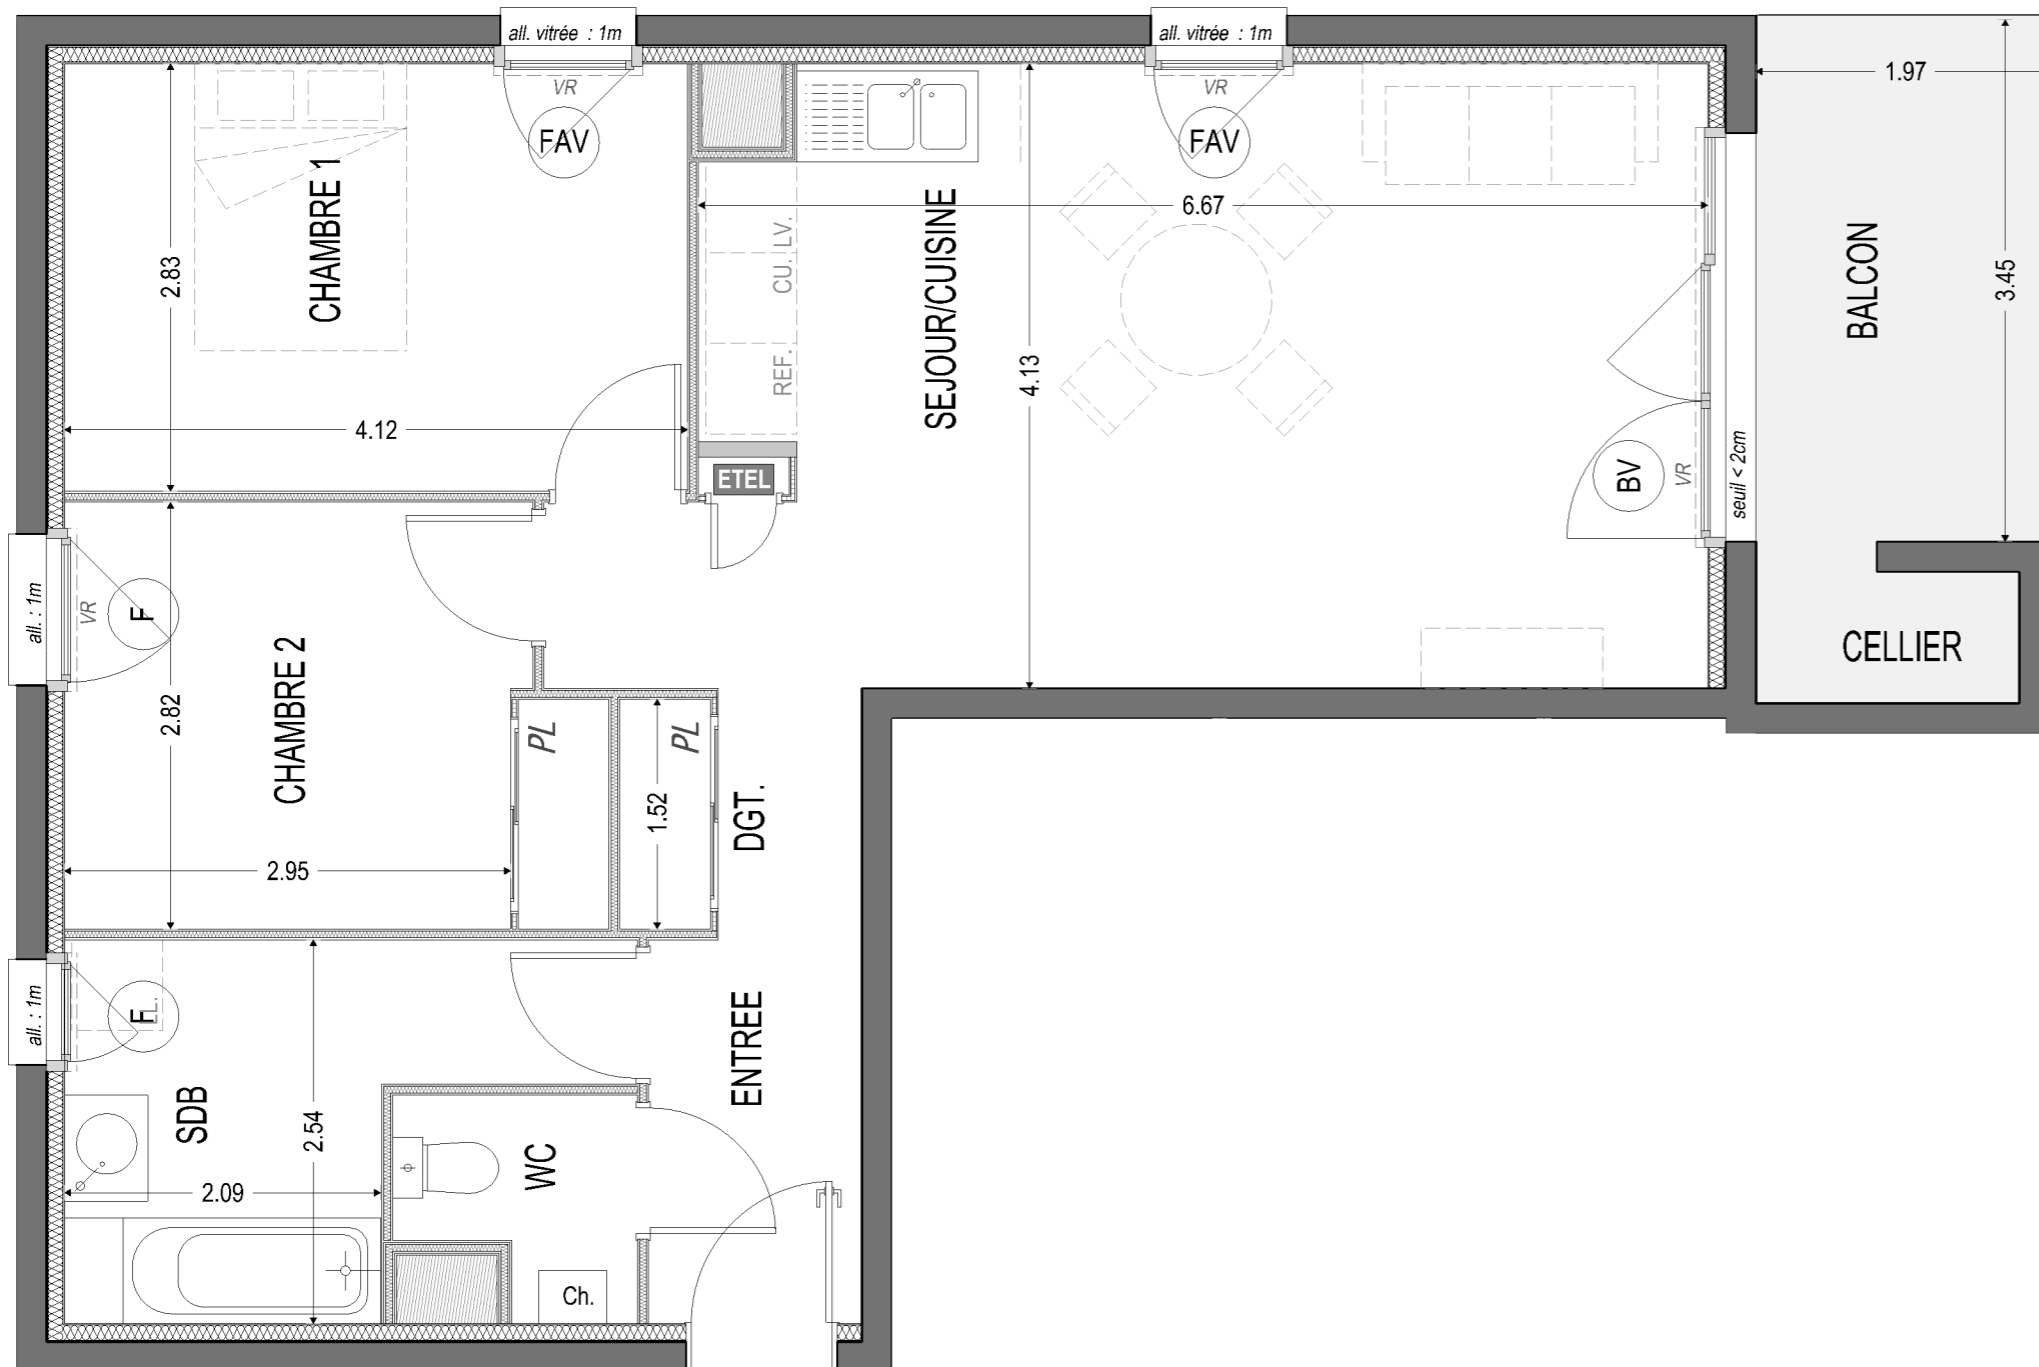 all. vitrée : 1m
all. vitrée : 1m
VR
VR
FAV
FAV
1.97
CHAMBRE 1
2.83
4.12
SEJOUR/CUISINE
LV.
CU.
REF.
6.67
4.13
BALCON
3.45
ETEL
BV
VR
seuil < 2cm
all. : 1m
VR
F
CHAMBRE 2
2.82
2.95
PL
PL
1.52
DGT.
CELLIER
all. : 1m
F
LL.
SDB
2.54
2.09
WC
ENTREE
Ch.